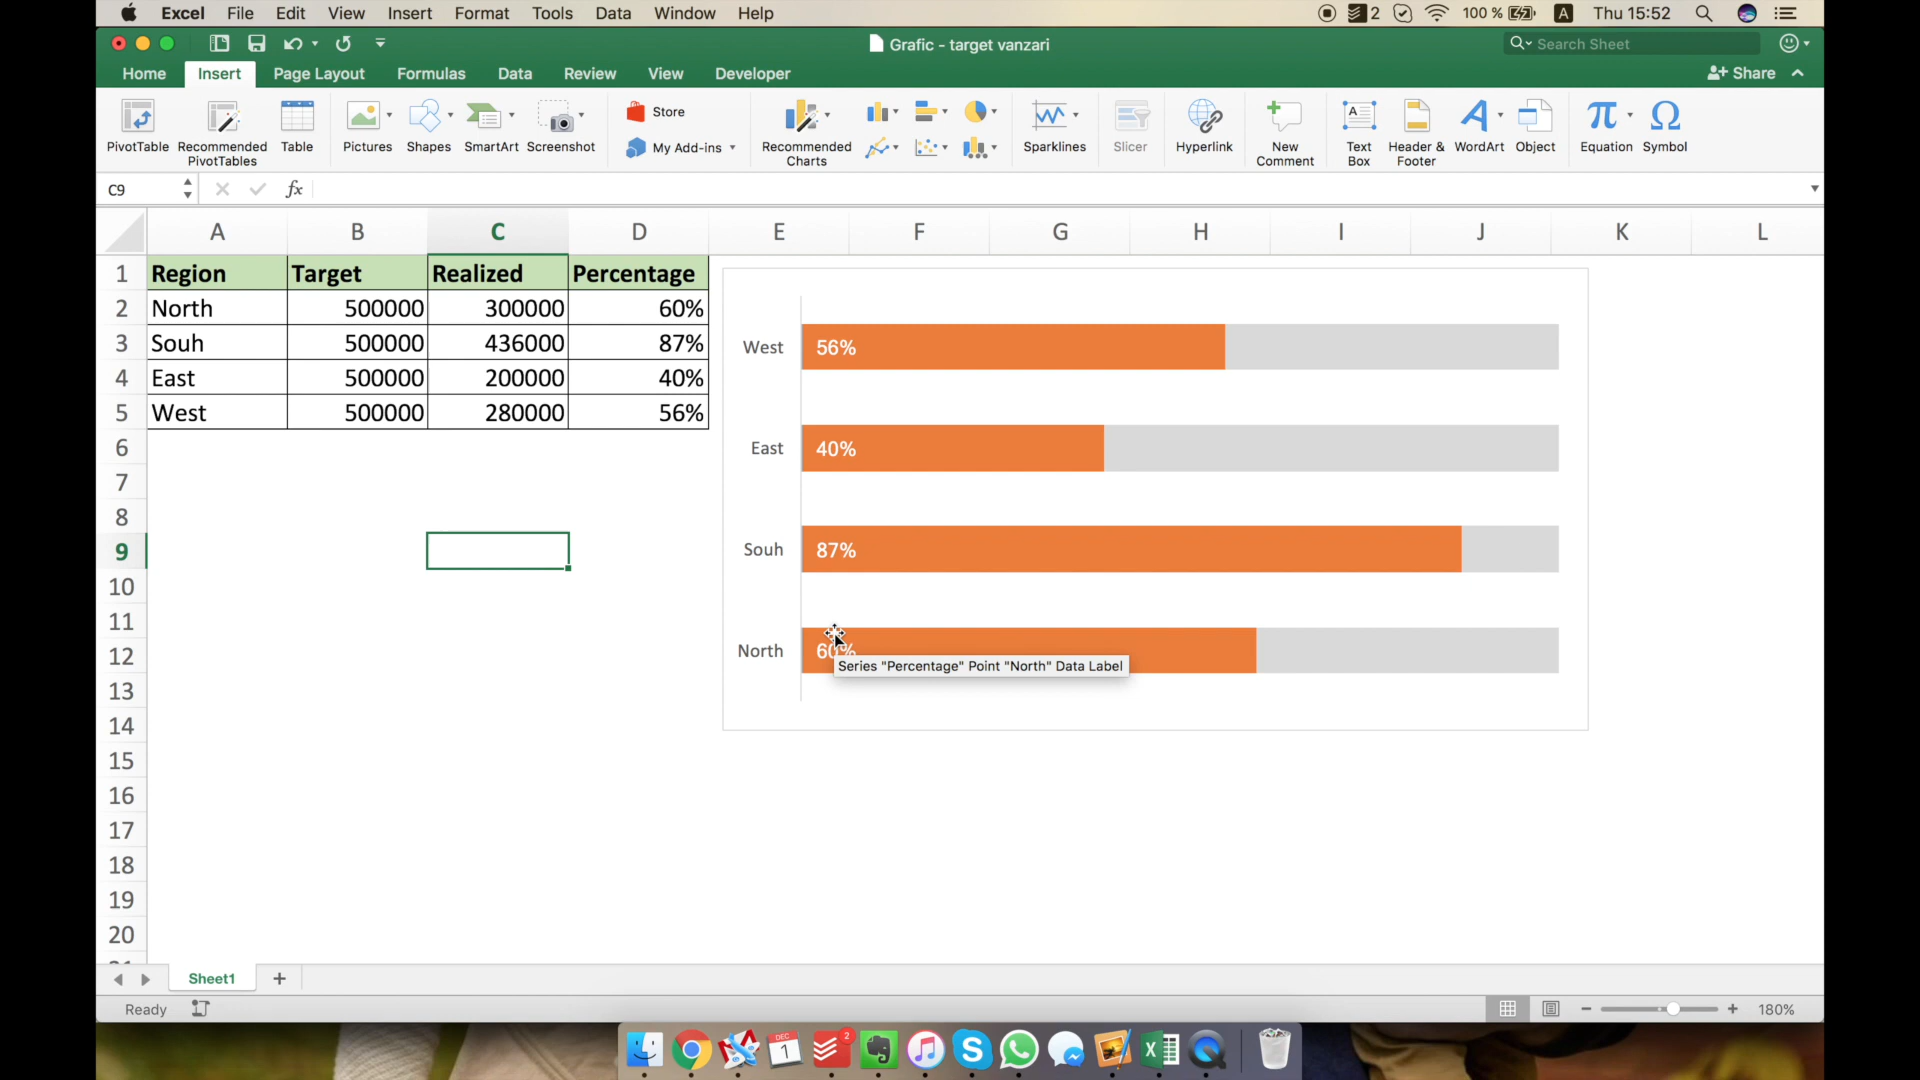 Excel File Edit View Insert Format Tools Data Window Help 2 100 % A Thu 15:52
Grafic - target vanzari Search Sheet
Home Insert Page Layout Formulas Data Review View Developer Share
Store
PivotTable Recommended PivotTables Table Pictures Shapes SmartArt Screenshot My Add-ins Recommended Charts Sparklines Slicer Hyperlink New Comment Text Box Header & Footer WordArt Equation Object Symbol
C9 fx
A B C D E F G H I J K L
1 Region Target Realized Percentage
2 North 500000 300000 60%
3 Souh 500000 436000 87%
4 East 500000 200000 40%
5 West 500000 280000 56%
6
7
8
9
10
11
12
13
14
15
16
17
18
19
20
West 56%
East 40%
Souh 87%
North 60%
Series "Percentage" Point "North" Data Label
Sheet1 +
Ready 180%
DEC 1 2